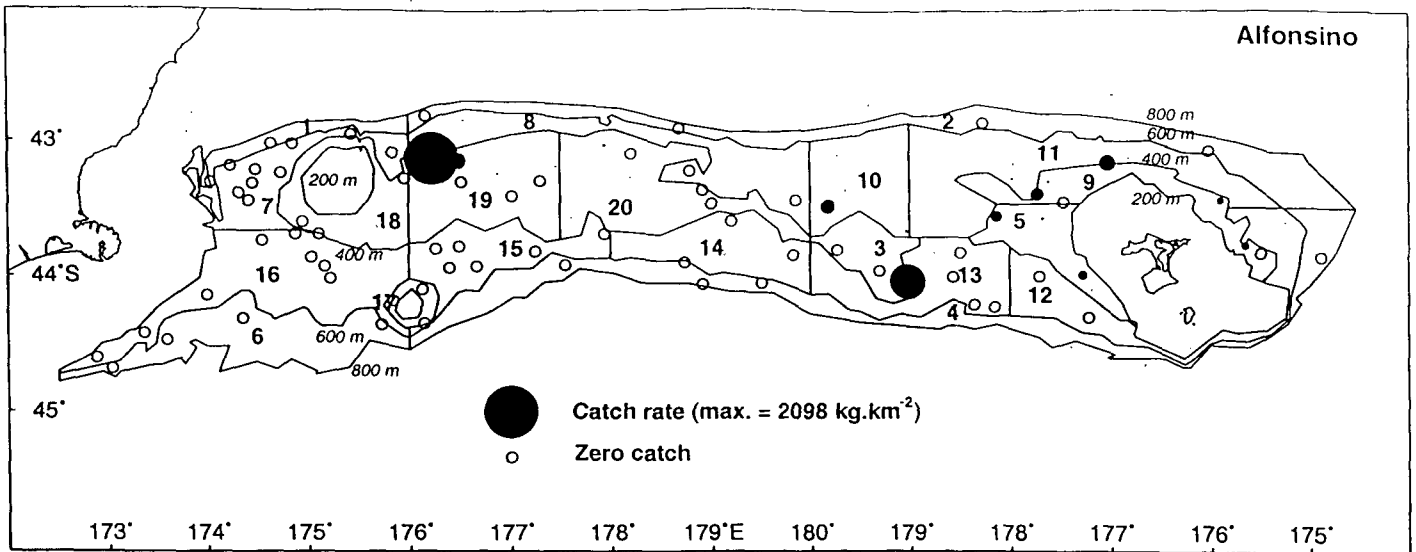 Alfonsino
800 m
600 m
400 m
200 m
43°
44°S
45°
1
8
2
11
9
10
200 m
7
18
19
20
5
400 m
16
15
14
3
13
12
17
4
6
600 m
800 m
Catch rate (max. = 2098 kg.km-2)
Zero catch
173° 174° 175° 176° 177° 178° 179°E 180° 179° 178° 177° 176° 175°